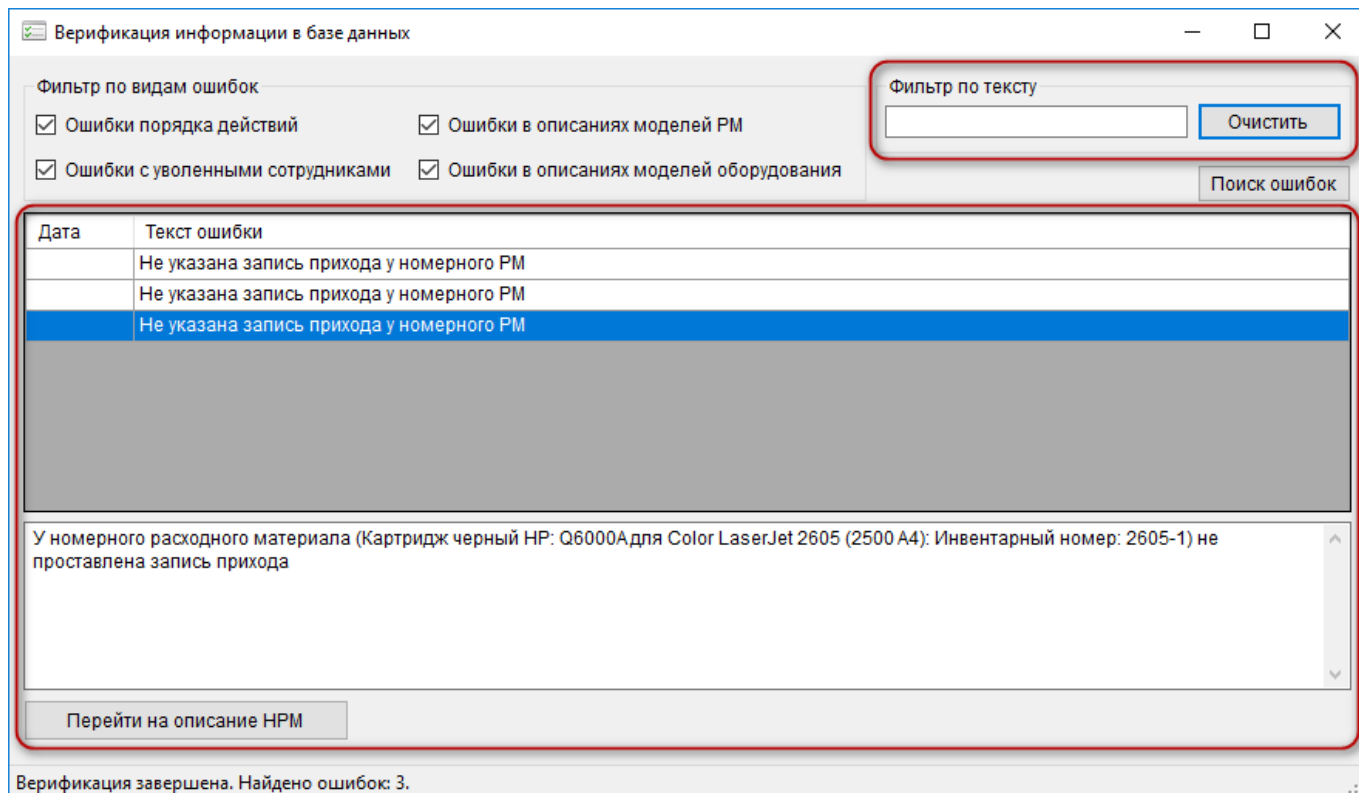 Верификация информации в базе данных
Фильтр по видам ошибок
Фильтр по тексту
Ошибки порядка действий
Ошибки в описаниях моделей РМ
Очистить
Ошибки с уволенными сотрудниками
Ошибки в описаниях моделей оборудования
Поиск ошибок
Дата Текст ошибки
Не указана запись прихода у номерного РМ
Не указана запись прихода у номерного РМ
Не указана запись прихода у номерного РМ
У номерного расходного материала (Картридж черный HP: Q6000Aдля Color LaserJet 2605 (2500 A4): Инвентарный номер: 2605-1) не
проставлена запись прихода
Перейти на описание НРМ
Верификация завершена. Найдено ошибок: 3.